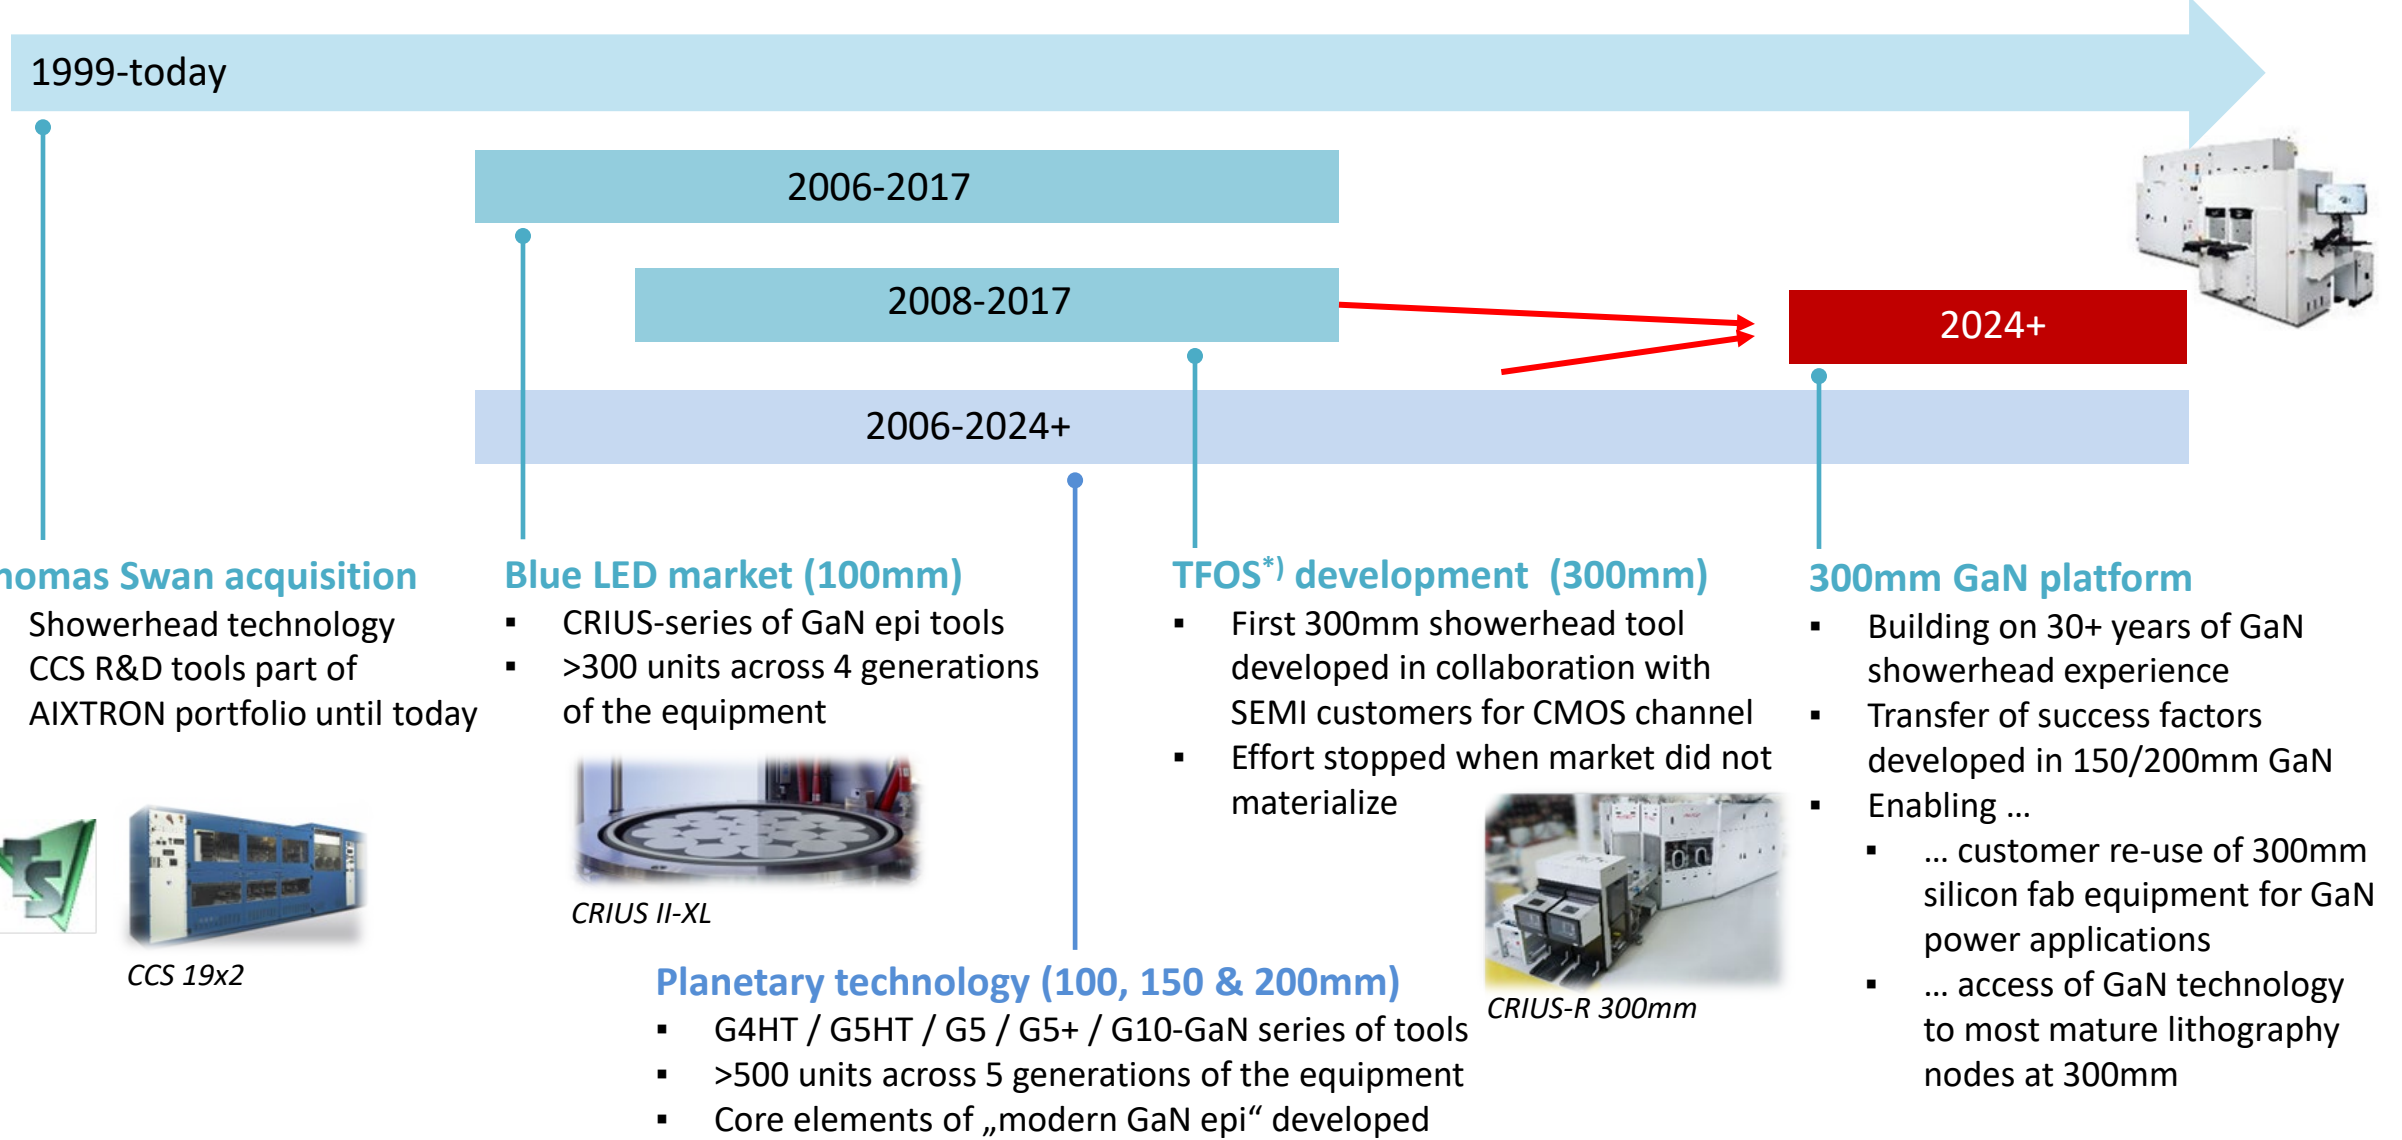 1999-today
2006-2017
2008-2017
2024+
2006-2024+
homas Swan acquisition
Showerhead technology
CCS R&D tools part of
AIXTRON portfolio until today
TS
CCS 19x2
Blue LED market (100mm)
▪ CRIUS-series of GaN epi tools
▪ >300 units across 4 generations
of the equipment
CRIUS II-XL
Planetary technology (100, 150 & 200mm)
▪ G4HT / G5HT / G5 / G5+ / G10-GaN series of tools
▪ >500 units across 5 generations of the equipment
▪ Core elements of „modern GaN epi“ developed
TFOS*) development (300mm)
▪ First 300mm showerhead tool
developed in collaboration with
SEMI customers for CMOS channel
▪ Effort stopped when market did not
materialize
CRIUS-R 300mm
300mm GaN platform
▪ Building on 30+ years of GaN
showerhead experience
▪ Transfer of success factors
developed in 150/200mm GaN
▪ Enabling …
▪ … customer re-use of 300mm
silicon fab equipment for GaN
power applications
▪ … access of GaN technology
to most mature lithography
nodes at 300mm